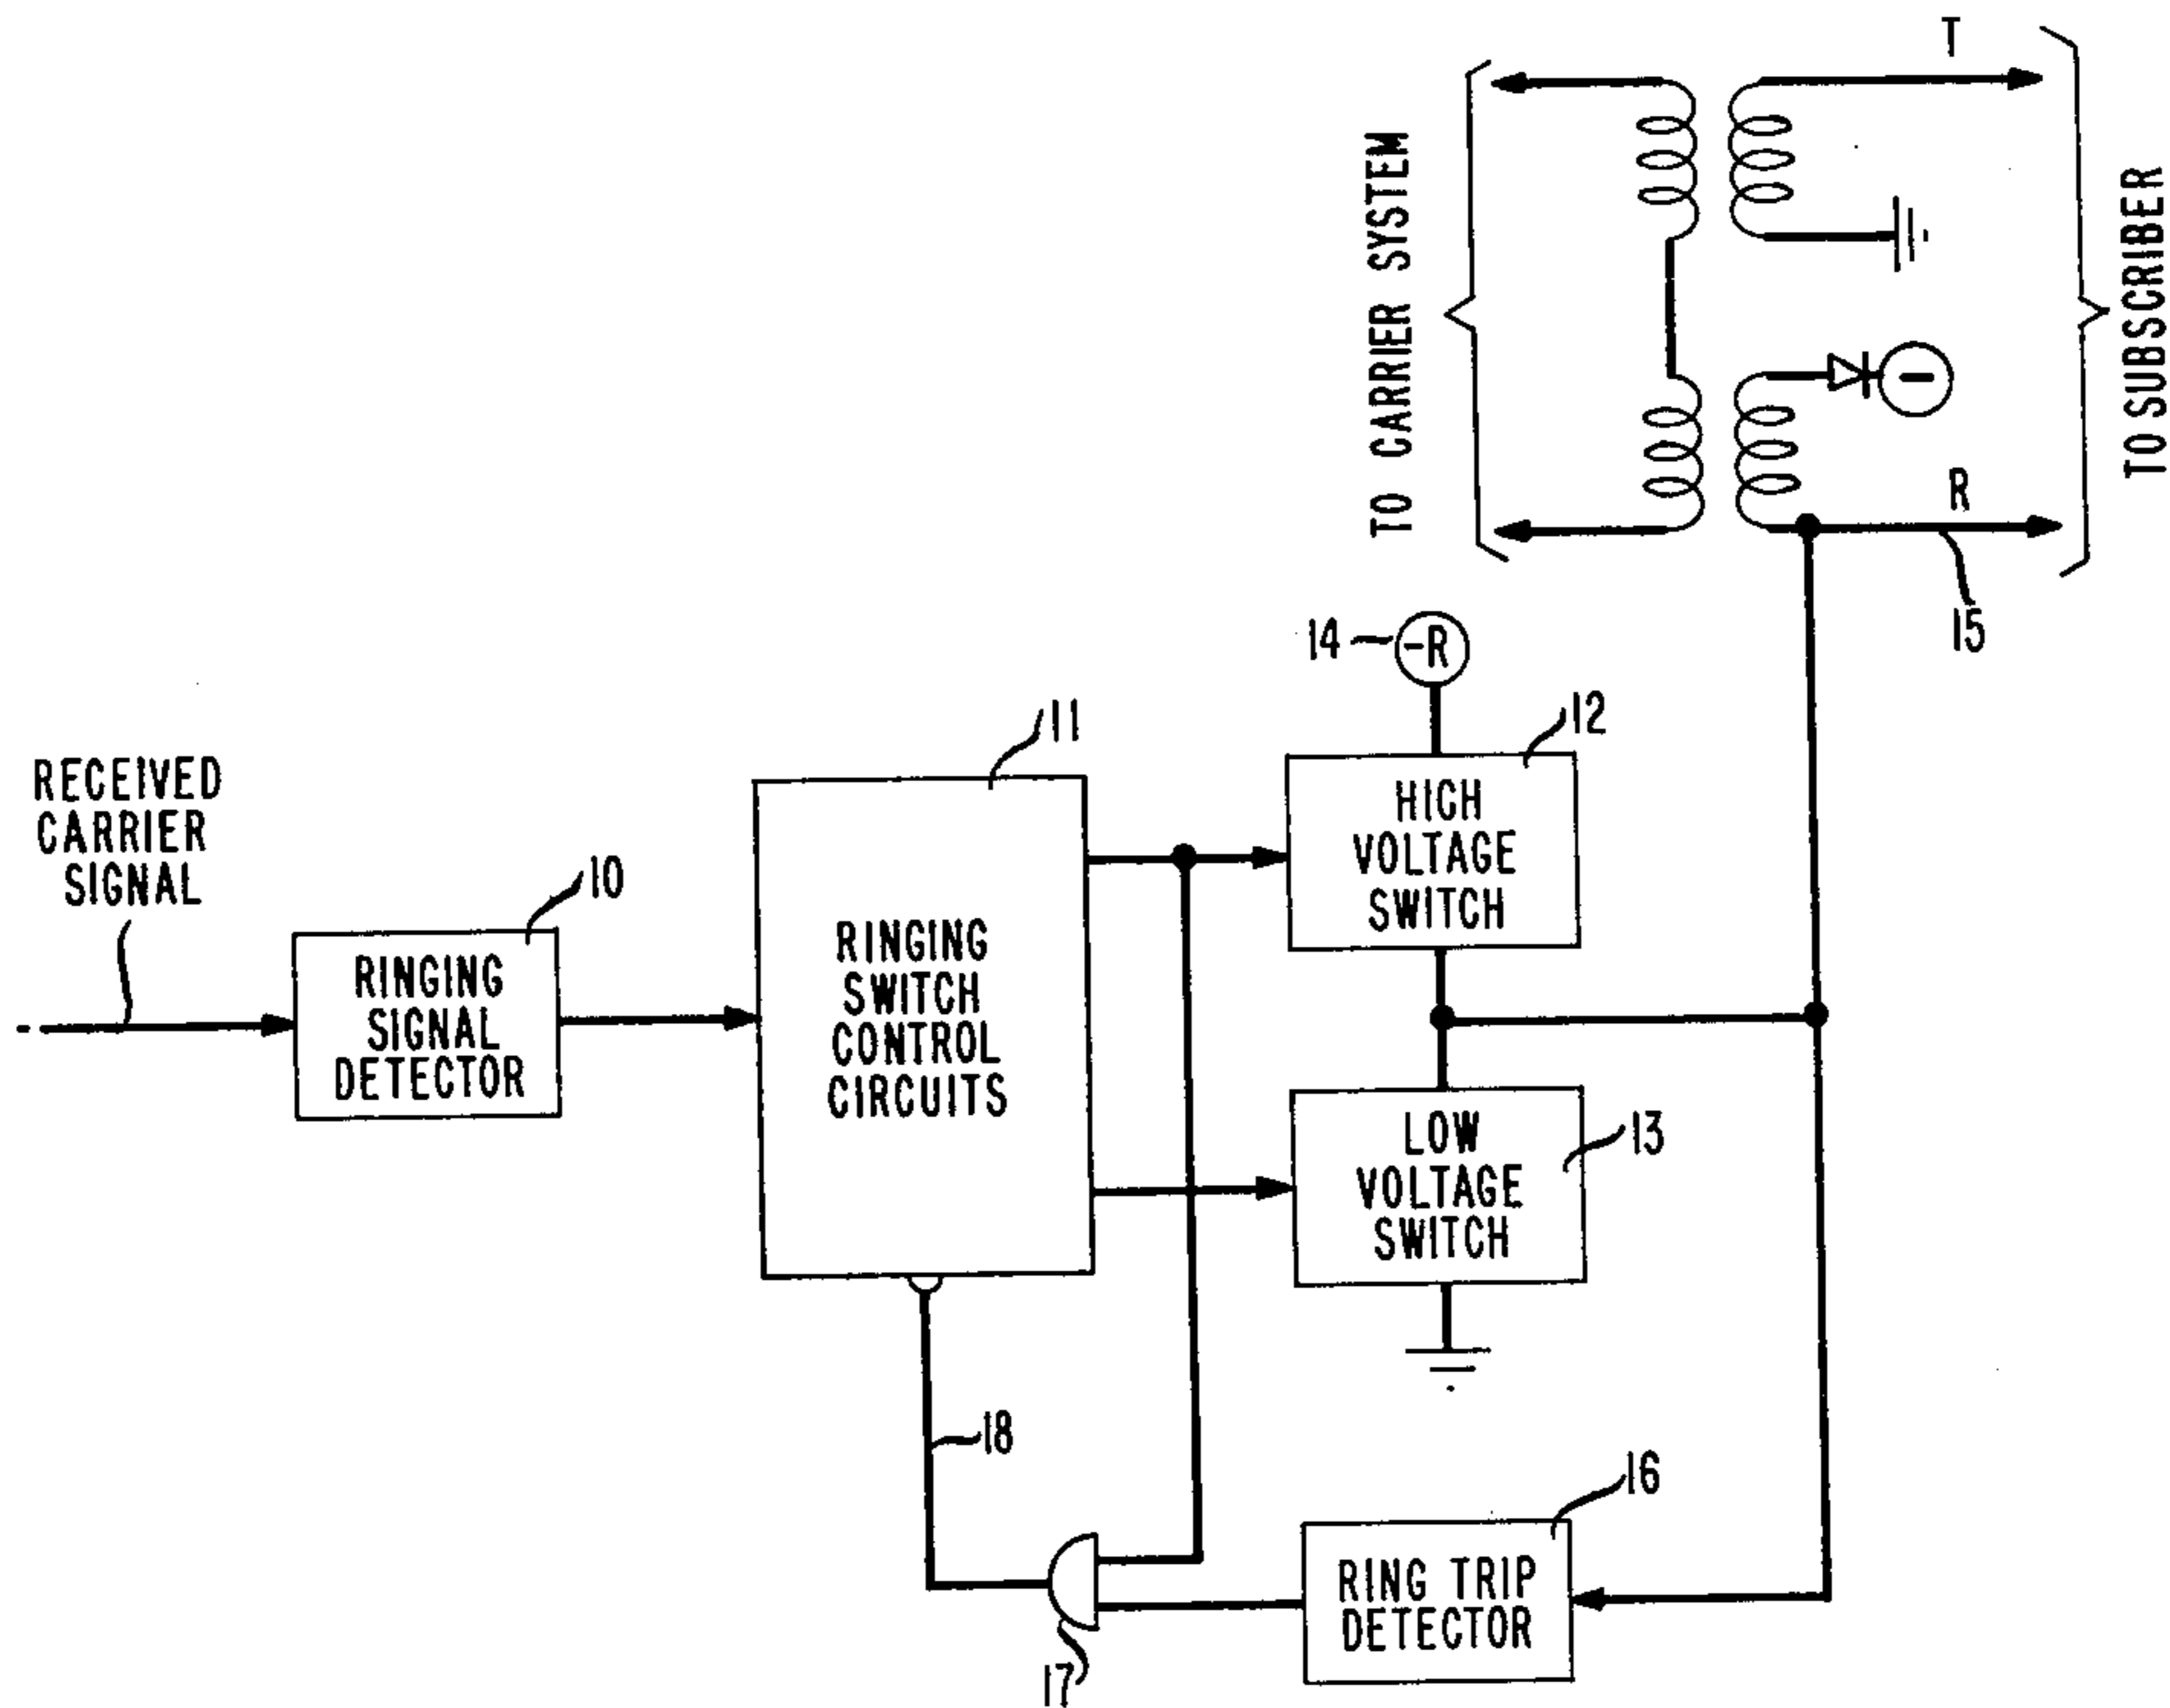 T
TO CARRIER SYSTEM
TO SUBSCRIBER
R
15
14
-R
12
11
HIGH
VOLTAGE
SWITCH
RECEIVED
CARRIER
SIGNAL
10
RINGING
SIGNAL
DETECTOR
RINGING
SWITCH
CONTROL
CIRCUITS
13
LOW
VOLTAGE
SWITCH
18
16
RING TRIP
DETECTOR
17